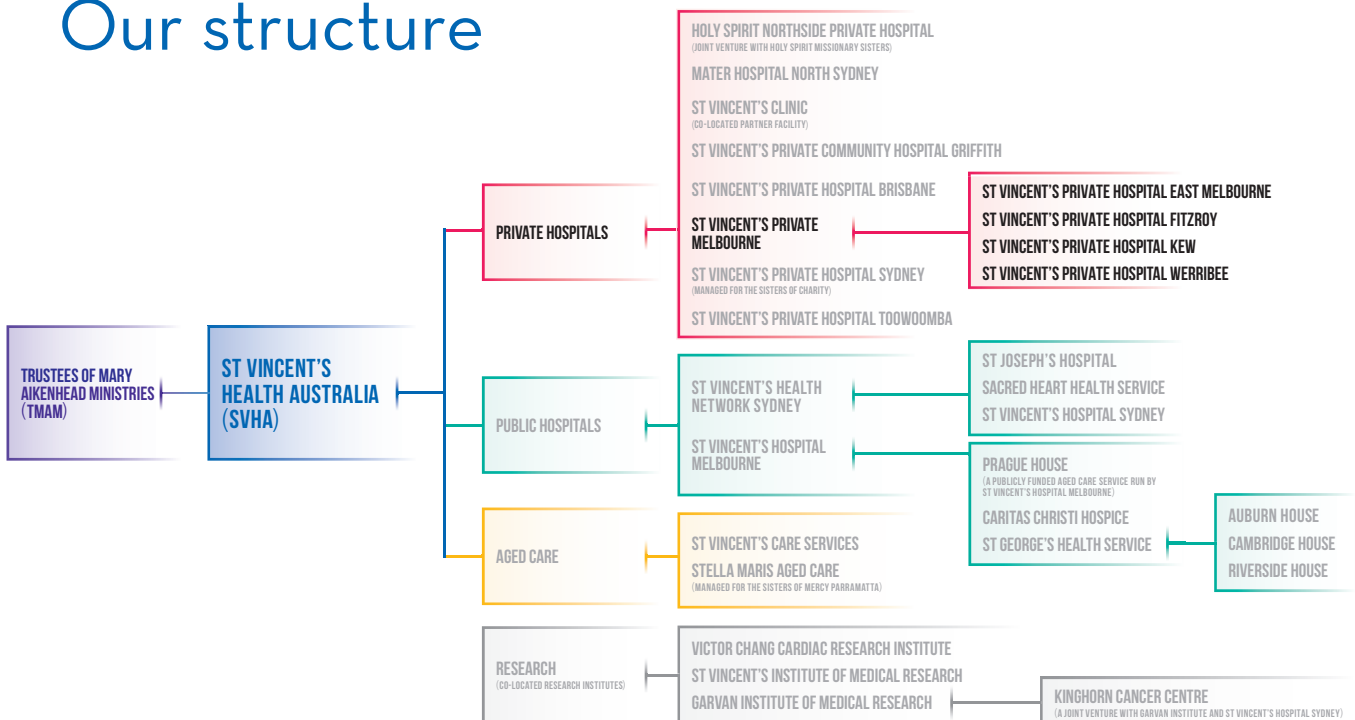 Our structure
TRUSTEES OF MARY
AIKENHEAD MINISTRIES
(TMAM)
ST VINCENT'S
HEALTH AUSTRALIA
(SVHA)
PRIVATE HOSPITALS
HOLY SPIRIT NORTHSIDE PRIVATE HOSPITAL
(JOINT VENTURE WITH HOLY SPIRIT MISSIONARY SISTERS)
MATER HOSPITAL NORTH SYDNEY
ST VINCENT'S CLINIC
(CO-LOCATED PARTNER FACILITY)
ST VINCENT'S PRIVATE COMMUNITY HOSPITAL GRIFFITH
ST VINCENT'S PRIVATE HOSPITAL BRISBANE
ST VINCENT'S PRIVATE
MELBOURNE
ST VINCENT'S PRIVATE HOSPITAL SYDNEY
(MANAGED FOR THE SISTERS OF CHARITY)
ST VINCENT'S PRIVATE HOSPITAL TOOWOOMBA
ST VINCENT'S PRIVATE HOSPITAL EAST MELBOURNE
ST VINCENT'S PRIVATE HOSPITAL FITZROY
ST VINCENT'S PRIVATE HOSPITAL KEW
ST VINCENT'S PRIVATE HOSPITAL WERRIBEE
PUBLIC HOSPITALS
ST VINCENT'S HEALTH
NETWORK SYDNEY
ST VINCENT'S HOSPITAL
MELBOURNE
ST JOSEPH'S HOSPITAL
SACRED HEART HEALTH SERVICE
ST VINCENT'S HOSPITAL SYDNEY
PRAGUE HOUSE
(A PUBLICLY FUNDED AGED CARE SERVICE RUN BY
ST VINCENT'S HOSPITAL MELBOURNE)
CARITAS CHRISTI HOSPICE
ST GEORGE'S HEALTH SERVICE
AUBURN HOUSE
CAMBRIDGE HOUSE
RIVERSIDE HOUSE
AGED CARE
ST VINCENT'S CARE SERVICES
STELLA MARIS AGED CARE
(MANAGED FOR THE SISTERS OF MERCY PARRAMATTA)
RESEARCH
(CO-LOCATED RESEARCH INSTITUTES)
VICTOR CHANG CARDIAC RESEARCH INSTITUTE
ST VINCENT'S INSTITUTE OF MEDICAL RESEARCH
GARVAN INSTITUTE OF MEDICAL RESEARCH
KINGHORN CANCER CENTRE
(A JOINT VENTURE WITH GARVAN INSTITUTE AND ST VINCENT'S HOSPITAL SYDNEY)